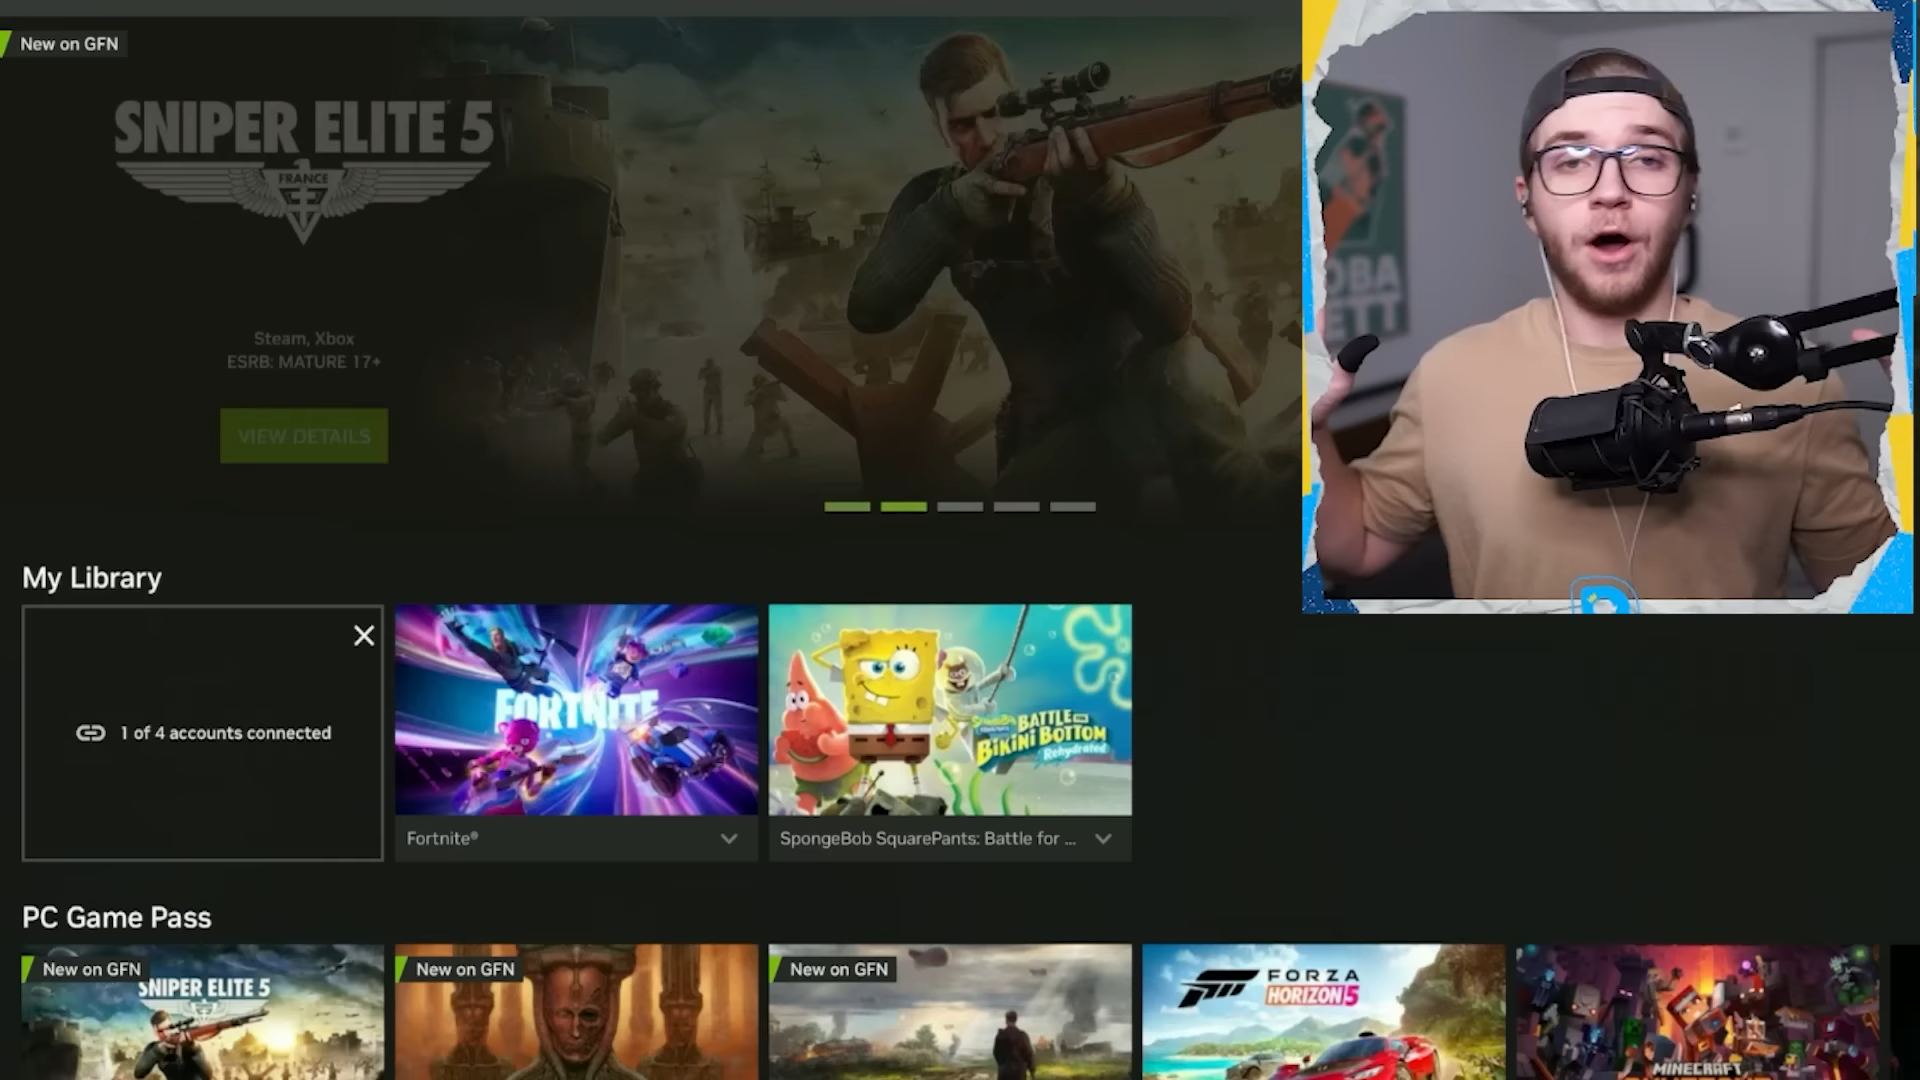 New on GFN
SNIPER ELITE 5
FRANCE
Steam, Xbox
ESRB: MATURE 17+
VIEW DETAILS
OBA
ETT
My Library
1 of 4 accounts connected
FORTNITE
Fortnite®
BATTLE FOR
BIKINI BOTTOM
Rehydrated
SpongeBob SquarePants: Battle for ...
PC Game Pass
New on GFN
SNIPER ELITE 5
New on GFN
New on GFN
FORZA
HORIZON 5
MINECRAFT